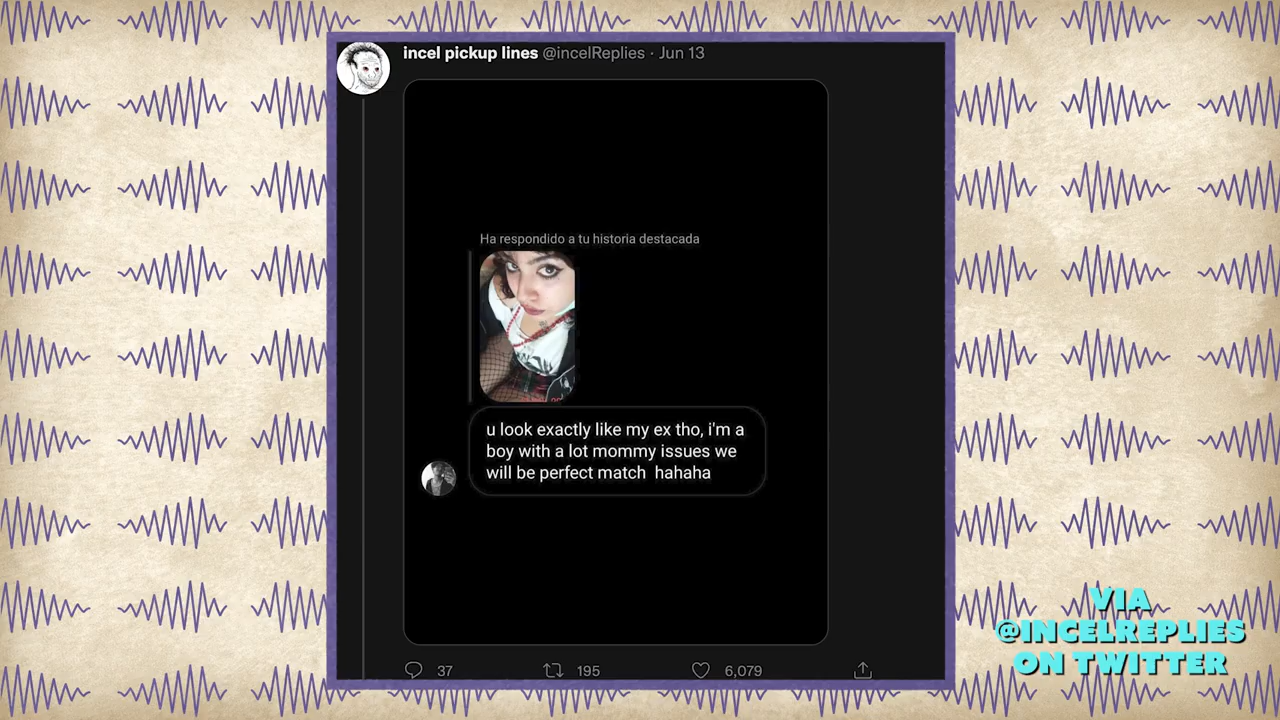 incel pickup lines @incelReplies · Jun 13
Ha respondido a tu historia destacada
u look exactly like my ex tho, i'm a
boy with a lot mommy issues we
will be perfect match hahaha
37 195 6,079
VIA
@INCELREPLIES
ON TWITTER